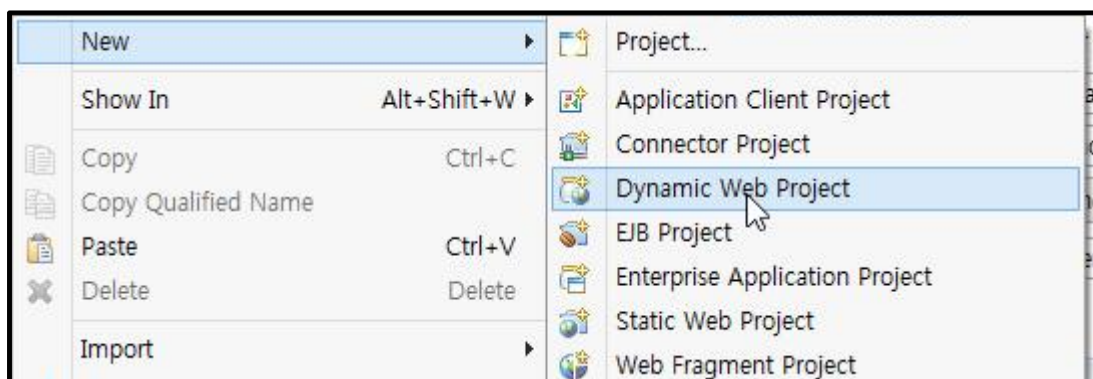 New
Show In Alt+Shift+W
Copy Ctrl+C
Copy Qualified Name
Paste Ctrl+V
Delete Delete
Import
Project...
Application Client Project
Connector Project
Dynamic Web Project
EJB Project
Enterprise Application Project
Static Web Project
Web Fragment Project